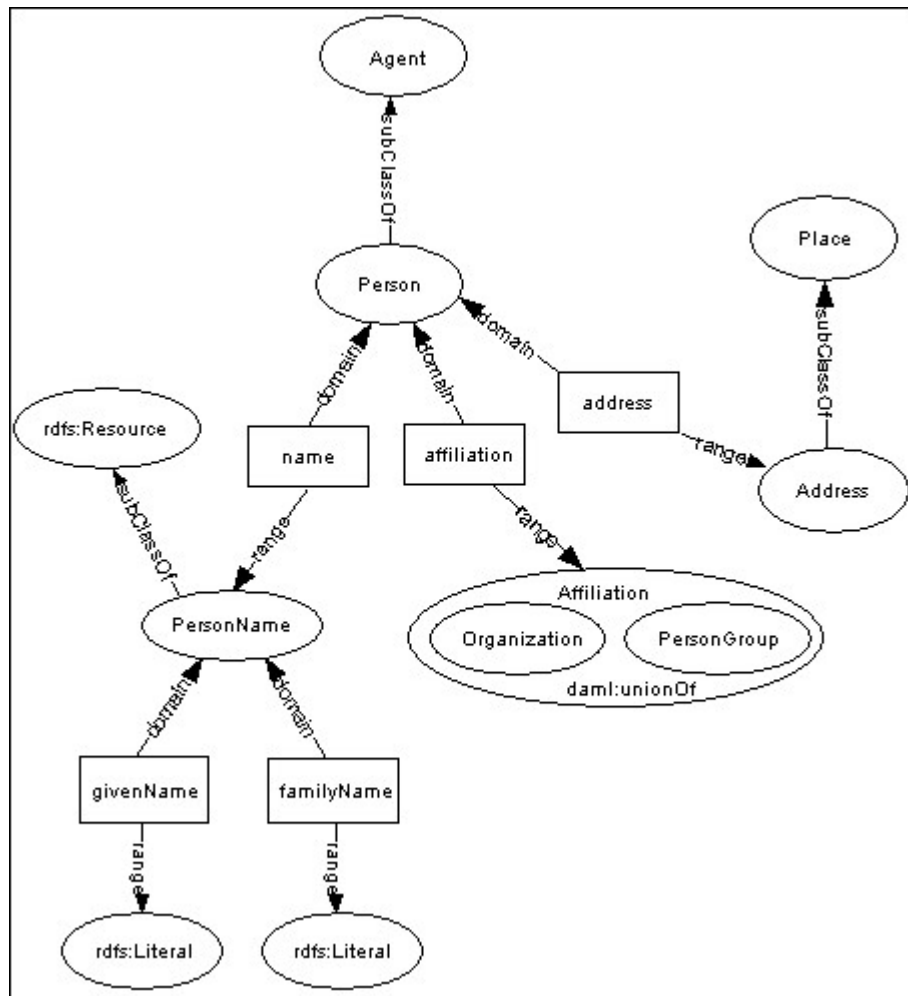 Agent
subClassOf
Place
Person
domain
subClassOf
domain
domain
address
rdfs:Resource
name
affiliation
range
Address
subClassOf
range
range
PersonName
Affiliation
Organization
PersonGroup
daml:unionOf
domain
domain
givenName
familyName
range
range
rdfs:Literal
rdfs:Literal